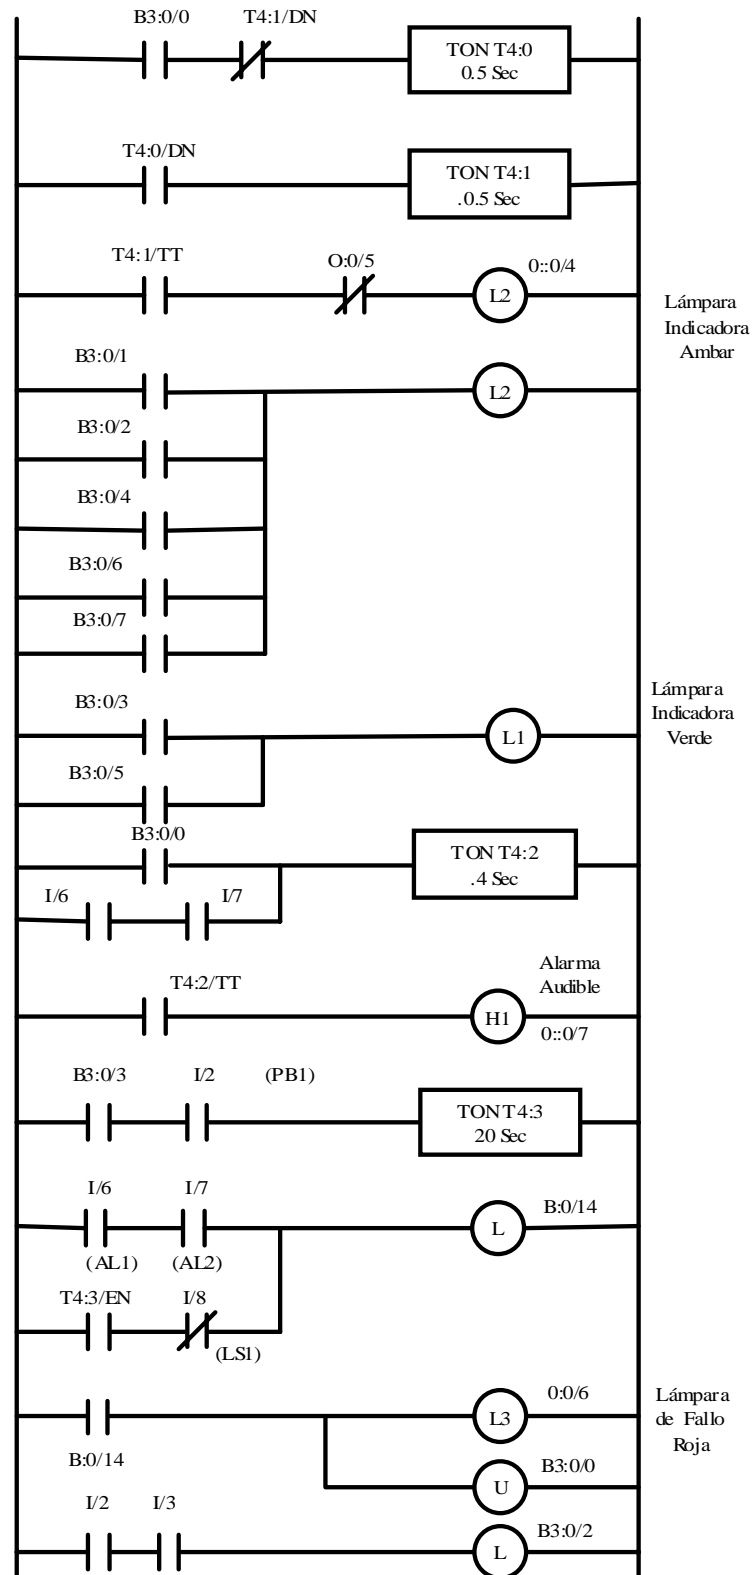 B3:0/0 T4:1/DN
TON T4:0
0.5 Sec
T4:0/DN
TON T4:1
.0.5 Sec
T4:1/TT O:0/5 0::0/4
L2
Lámpara
Indicadora
Ambar
B3:0/1
L2
B3:0/2
B3:0/4
B3:0/6
B3:0/7
Lámpara
Indicadora
Verde
B3:0/3
L1
B3:0/5
B3:0/0
TON T4:2
.4 Sec
I/6 I/7
Alarma
Audible
T4:2/TT
H1
0::0/7
B3:0/3 I/2 (PB1)
TON T4:3
20 Sec
I/6 I/7
L B:0/14
(AL1) (AL2)
T4:3/EN I/8
(LS1)
0:0/6
L3
Lámpara
de Fallo
Roja
B:0/14
B3:0/0
U
I/2 I/3
B3:0/2
L